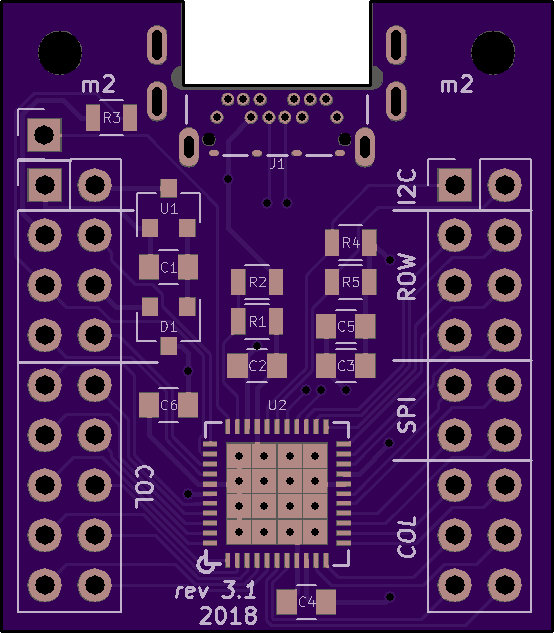 m2
m2
R3
J1
I2C
U1
R4
C1
ROW
R2
R5
R1
C5
D1
C2
C3
C6
U2
SPI
COL
COL
rev 3.1
2018
C4